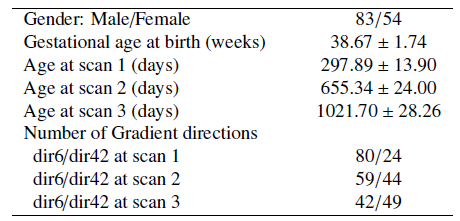 Gender: Male/Female 83/54
Gestational age at birth (weeks) 38.67 ± 1.74
Age at scan 1 (days) 297.89 ± 13.90
Age at scan 2 (days) 655.34 ± 24.00
Age at scan 3 (days) 1021.70 ± 28.26
Number of Gradient directions
dir6/dir42 at scan 1 80/24
dir6/dir42 at scan 2 59/44
dir6/dir42 at scan 3 42/49